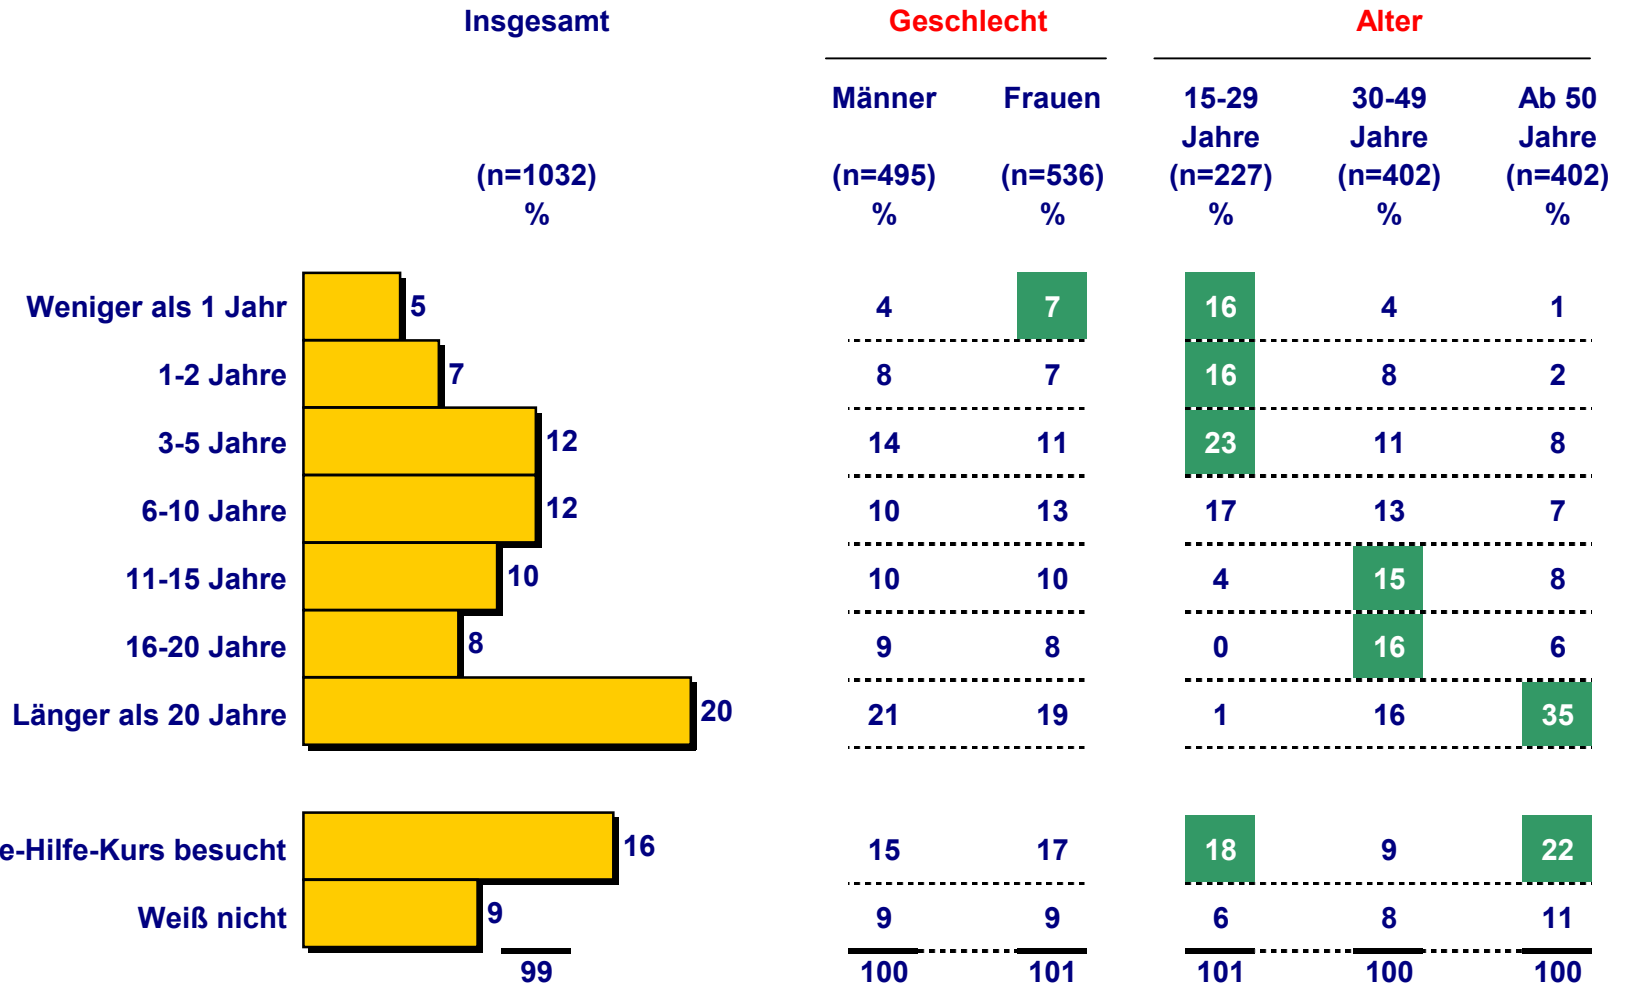 Insgesamt Geschlecht Alter
Männer Frauen 15-29 30-49 Ab 50
Jahre Jahre Jahre
(n=1032) (n=495) (n=536) (n=227) (n=402) (n=402)
% % % % % %
Weniger als 1 Jahr 5 4 7 16 4 1
1-2 Jahre 7 8 7 16 8 2
3-5 Jahre 12 14 11 23 11 8
6-10 Jahre 12 10 13 17 13 7
11-15 Jahre 10 10 10 4 15 8
16-20 Jahre 8 9 8 0 16 6
Länger als 20 Jahre 20 21 19 1 16 35
e-Hilfe-Kurs besucht 16 15 17 18 9 22
Weiß nicht 9 9 9 6 8 11
99 100 101 101 100 100